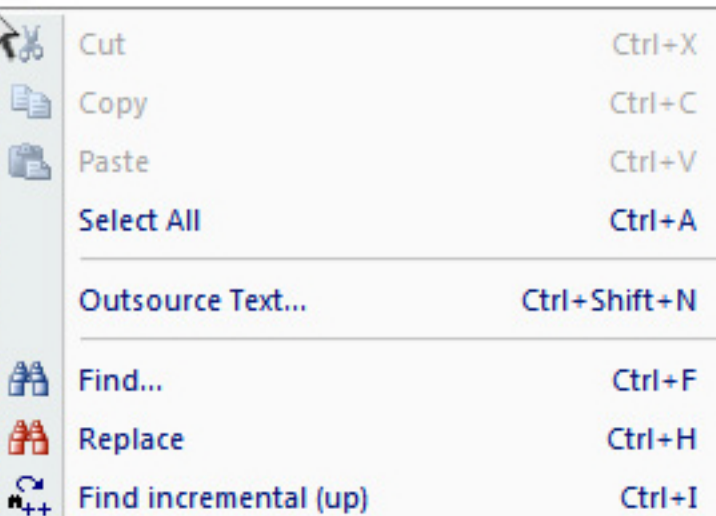 Cut Ctrl+X
Copy Ctrl+C
Paste Ctrl+V
Select All Ctrl+A
Outsource Text... Ctrl+Shift+N
Find... Ctrl+F
Replace Ctrl+H
Find incremental (up) Ctrl+I